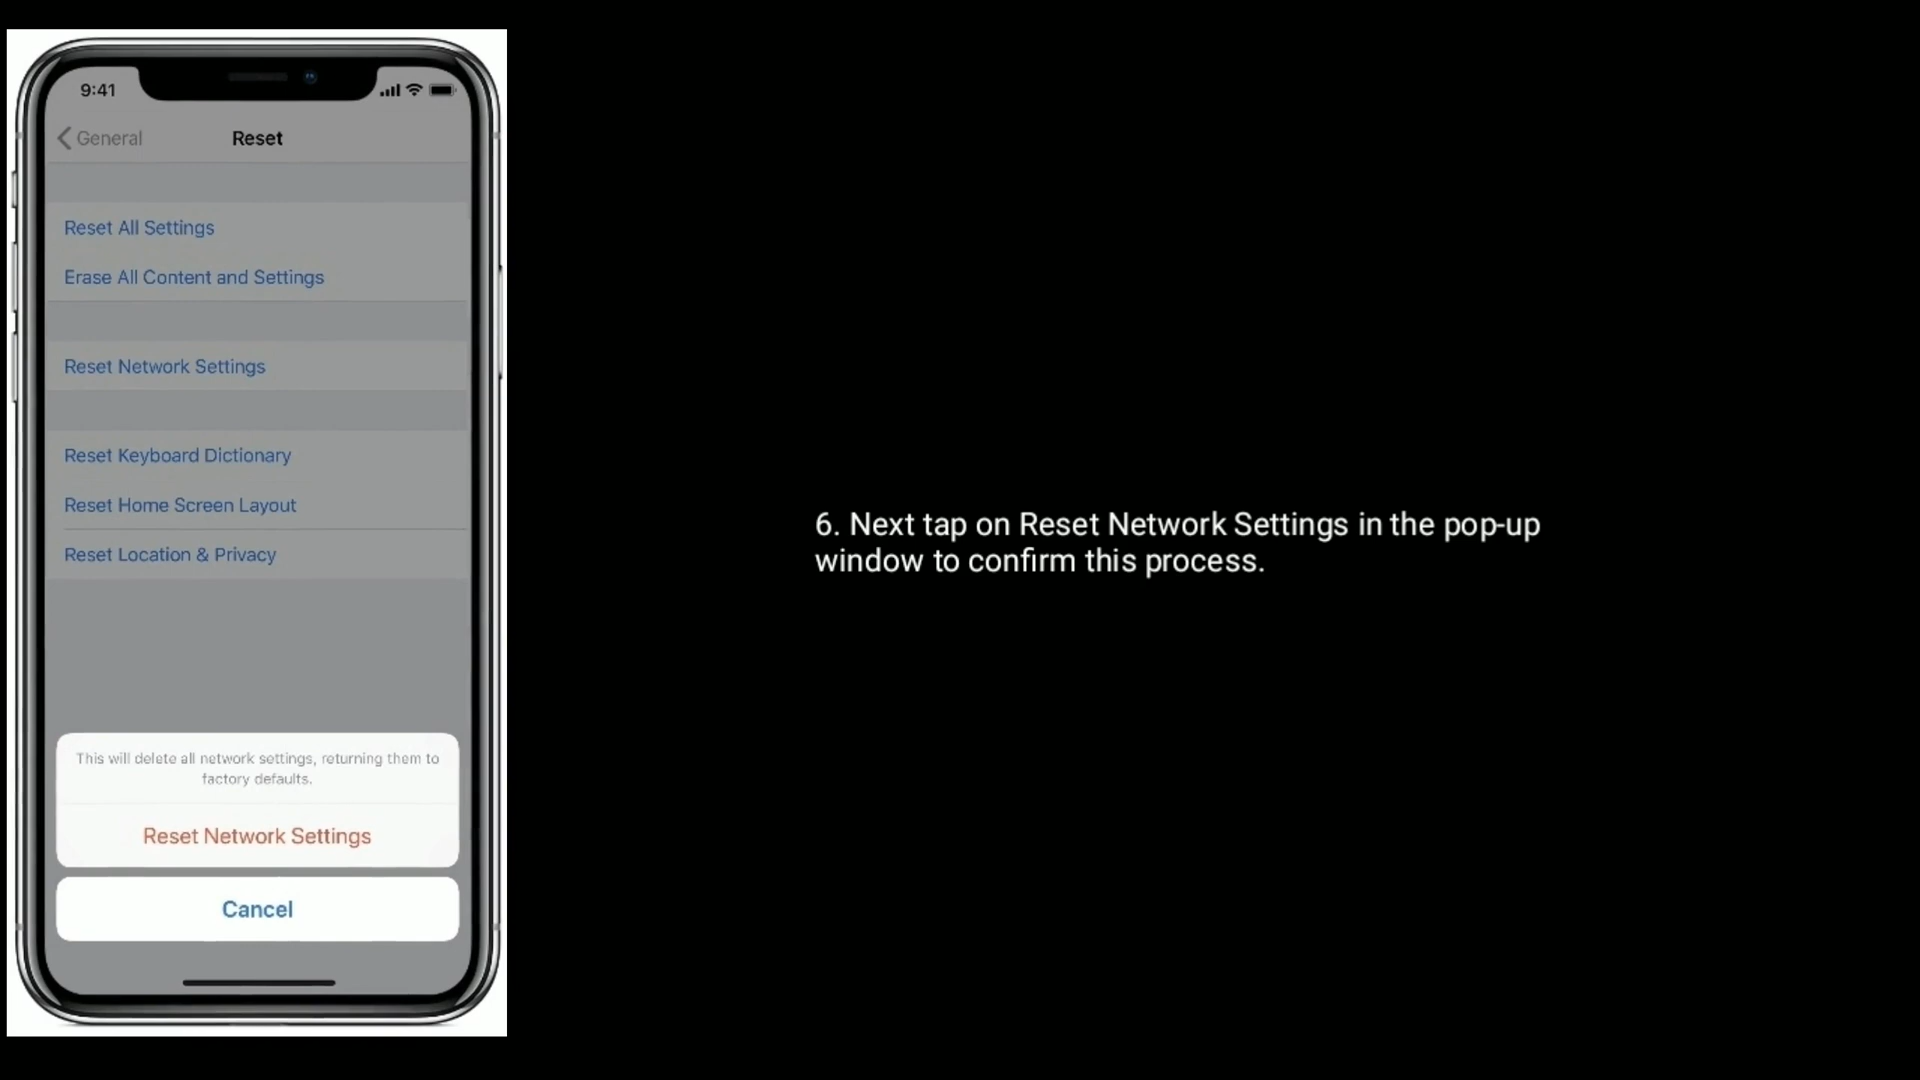 9:41
General
Reset
Reset All Settings
Erase All Content and Settings
Reset Network Settings
Reset Keyboard Dictionary
Reset Home Screen Layout
Reset Location & Privacy
This will delete all network settings, returning them to
factory defaults.
Reset Network Settings
Cancel
6. Next tap on Reset Network Settings in the pop-up
window to confirm this process.